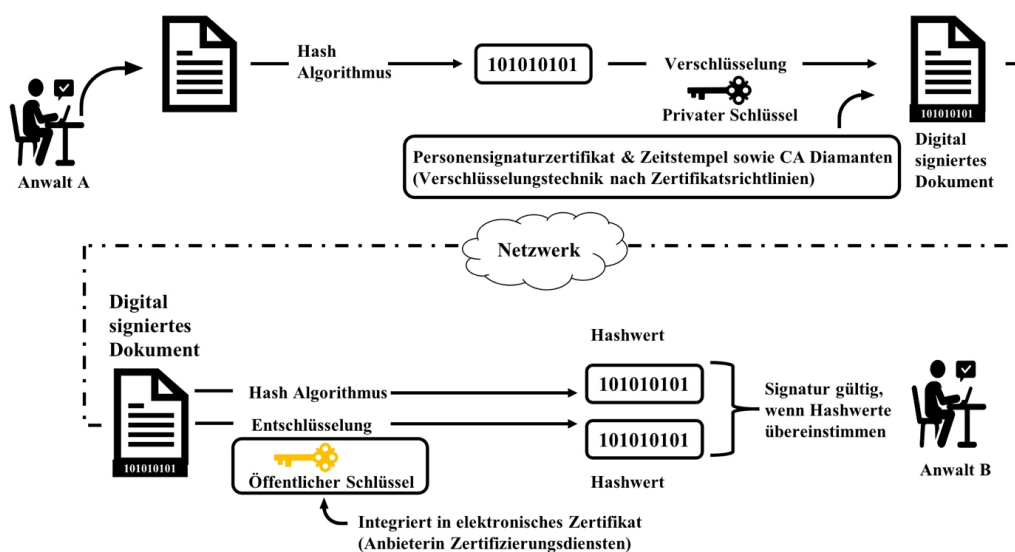 Hash
Algorithmus
101010101
Verschlüsselung
Privater Schlüssel
101010101
Anwalt A
Personensignaturzertifikat & Zeitstempel sowie CA Diamanten
(Verschlüsselungstechnik nach Zertifikatsrichtlinien)
Digital
signiertes
Dokument
Netzwerk
Digital
signiertes
Dokument
101010101
Hash Algorithmus
Entschlüsselung
Öffentlicher Schlüssel
Integriert in elektronisches Zertifikat
(Anbieterin Zertifizierungsdiensten)
Hashwert
101010101
101010101
Hashwert
Signatur gültig,
wenn Hashwerte
übereinstimmen
Anwalt B